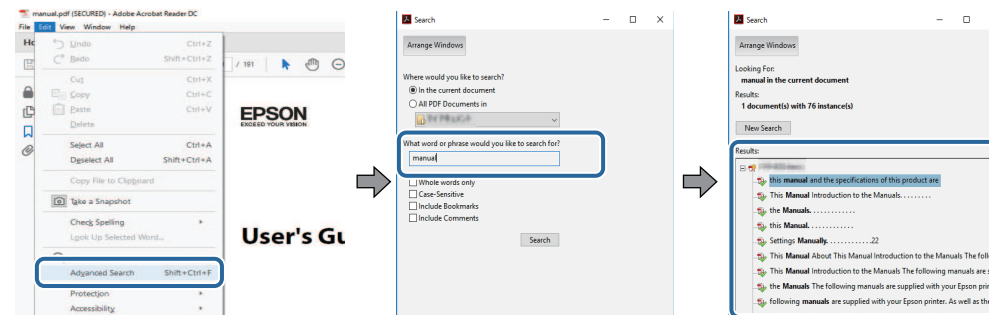 manual.pdf (SECURED) - Adobe Acrobat Reader DC
File Edit View Window Help
Undo Ctrl+Z
Redo Shift+Ctrl+Z
Cut Ctrl+X
Copy Ctrl+C
Paste Ctrl+V
Delete
Select All Ctrl+A
Deselect All Shift+Ctrl+A
Copy File to Clipboard
Take a Snapshot
Check Spelling
Look Up Selected Word...
Advanced Search Shift+Ctrl+F
Protection
Accessibility
/ 191
EPSON
EXCEED YOUR VISION
User's Gu
Search
Arrange Windows
Where would you like to search?
In the current document
All PDF Documents in
What word or phrase would you like to search for?
manual
Whole words only
Case-Sensitive
Include Bookmarks
Include Comments
Search
Search
Arrange Windows
Looking For:
manual in the current document
Results:
1 document(s) with 76 instance(s)
New Search
Results:
this manual and the specifications of this product are
This Manual Introduction to the Manuals. . . . . . . . .
the Manuals. . . . . . . . . . . . .
this Manual. . . . . . . . . . . . .
Settings Manually. . . . . . . . . . . . .22
This Manual About This Manual Introduction to the Manuals The foll
This Manual Introduction to the Manuals The following manuals are s
the Manuals The following manuals are supplied with your Epson prin
following manuals are supplied with your Epson printer. As well as the